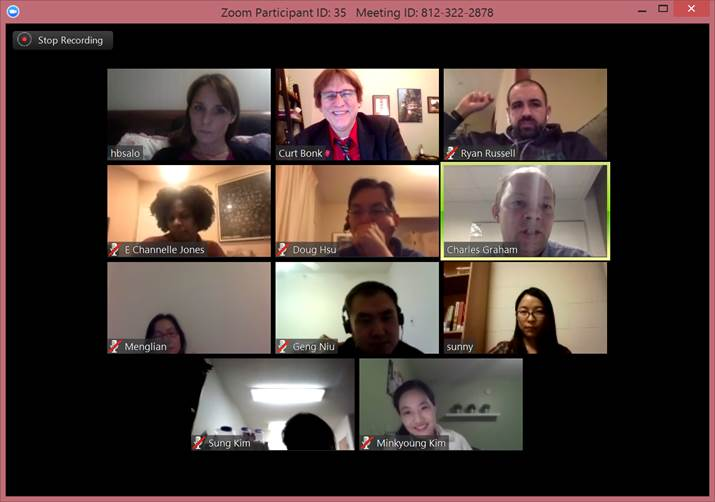 Zoom Participant ID: 35 Meeting ID: 812-322-2878
Stop Recording
hbsalo
Curt Bonk
Ryan Russell
E Channelle Jones
Doug Hsu
Charles Graham
Menglian
Geng Niu
sunny
Sung Kim
Minkyoung Kim